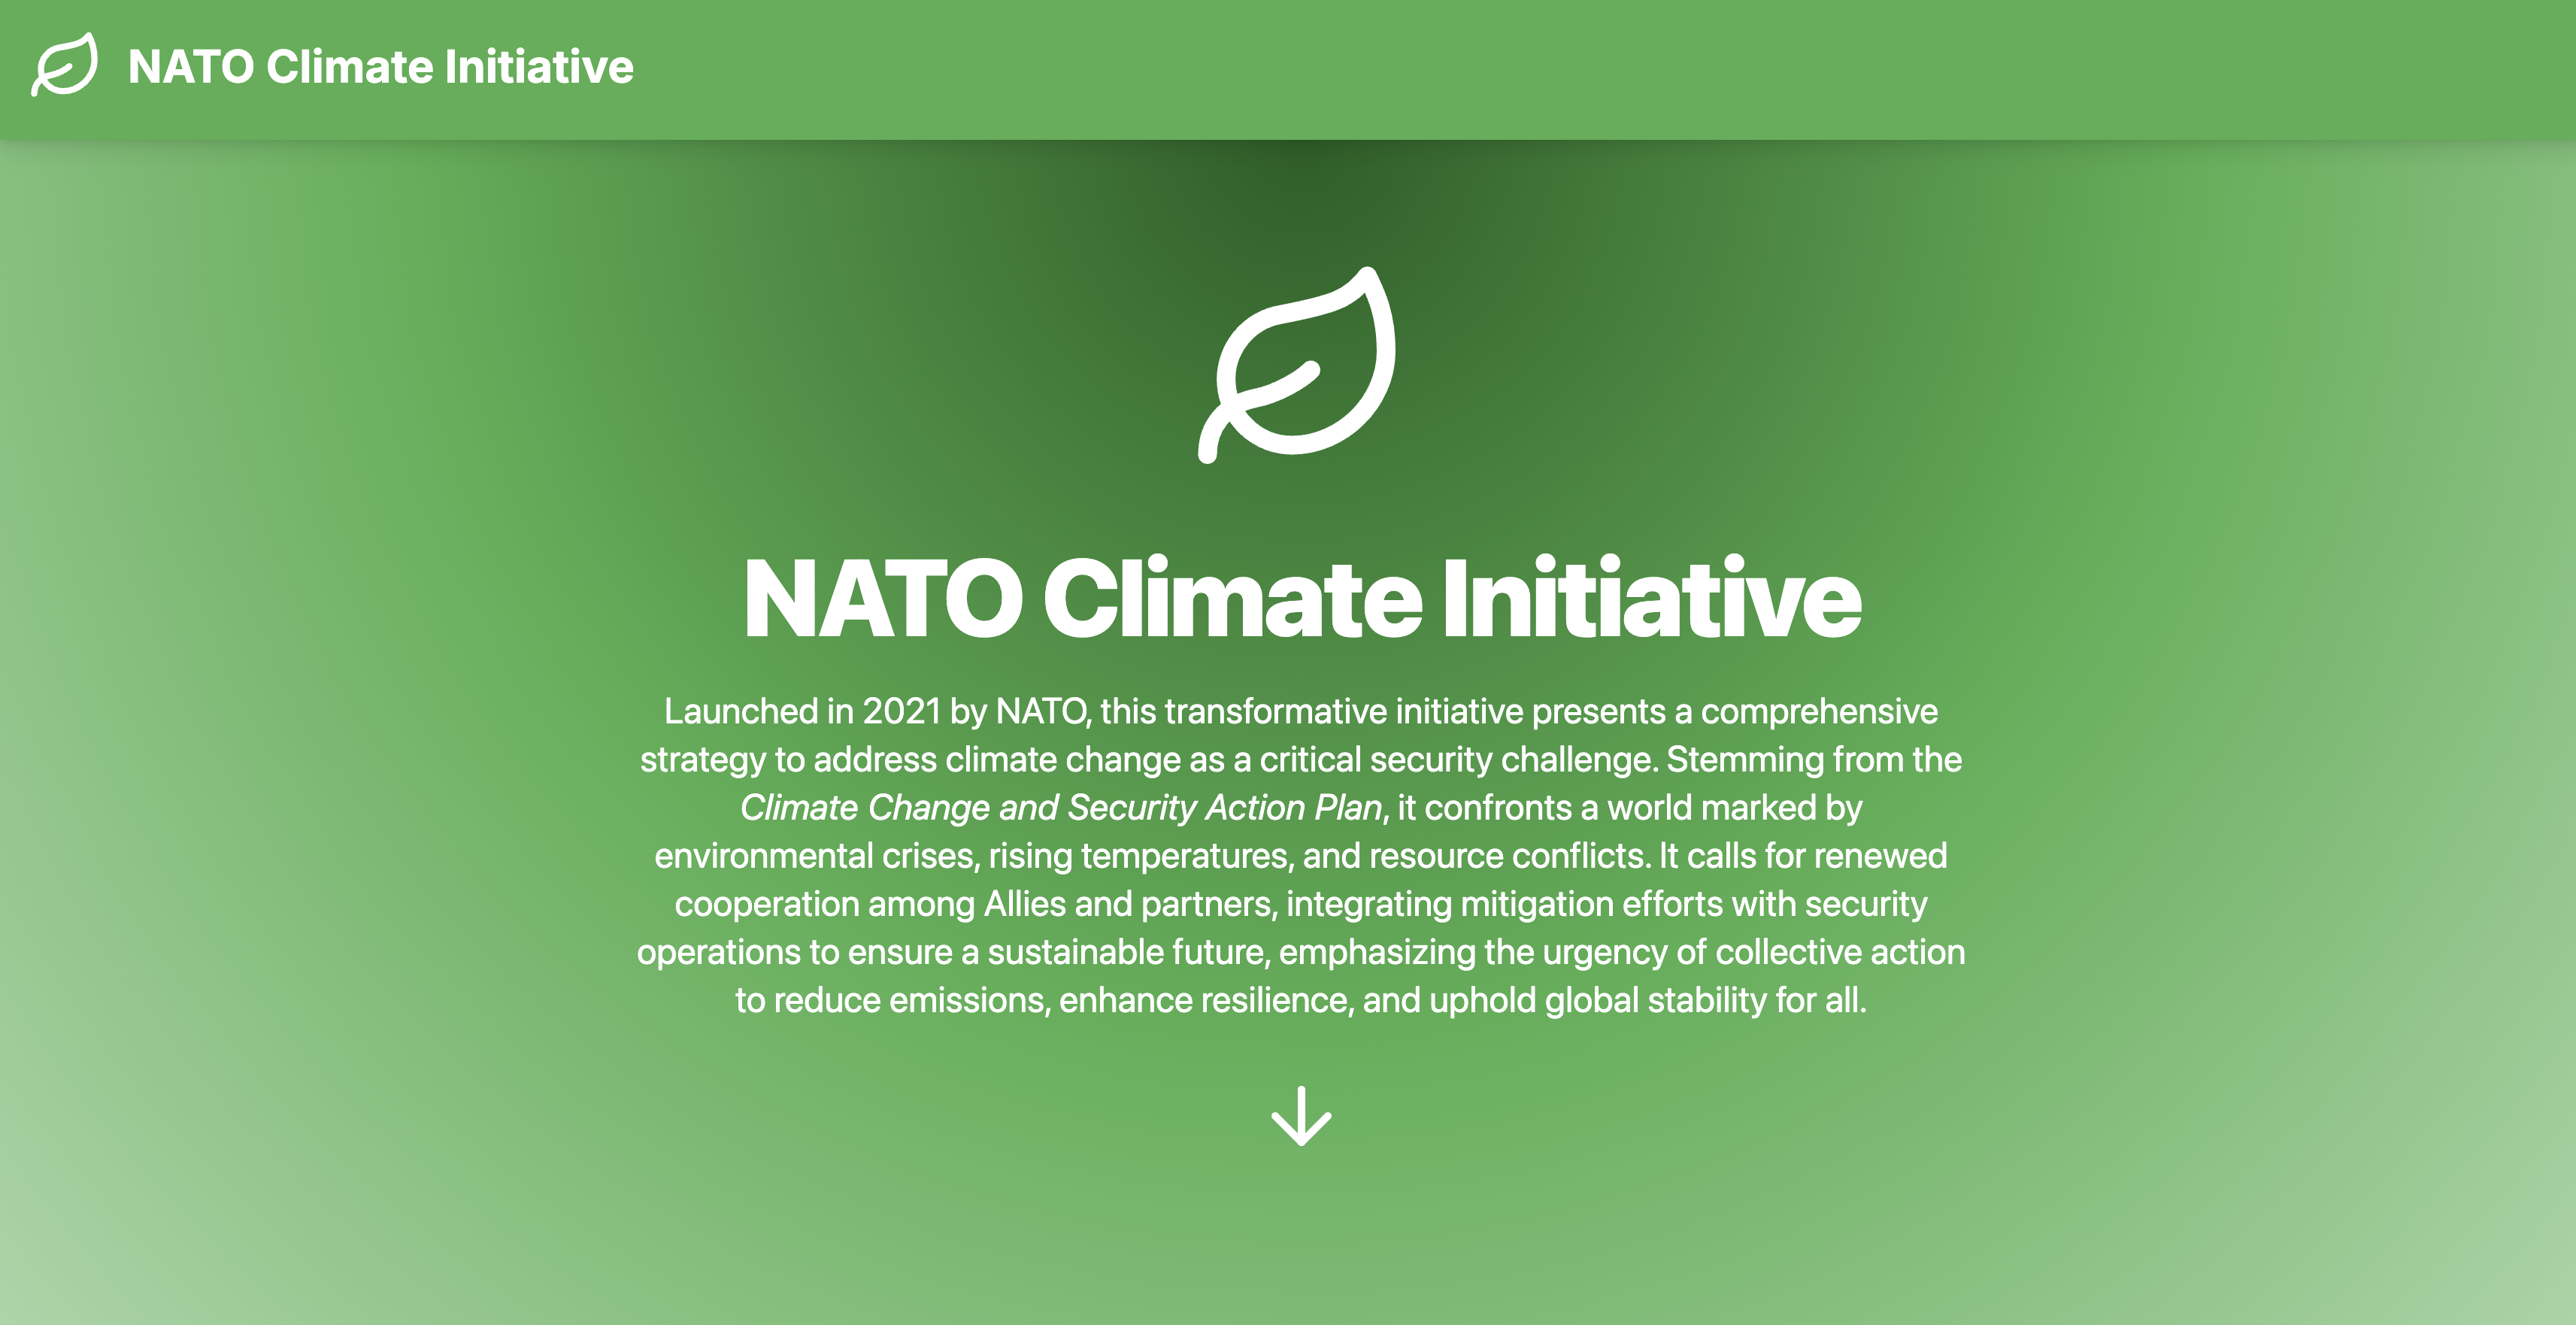 NATO Climate Initiative
NATO Climate Initiative
Launched in 2021 by NATO, this transformative initiative presents a comprehensive
strategy to address climate change as a critical security challenge. Stemming from the
Climate Change and Security Action Plan, it confronts a world marked by
environmental crises, rising temperatures, and resource conflicts. It calls for renewed
cooperation among Allies and partners, integrating mitigation efforts with security
operations to ensure a sustainable future, emphasizing the urgency of collective action
to reduce emissions, enhance resilience, and uphold global stability for all.